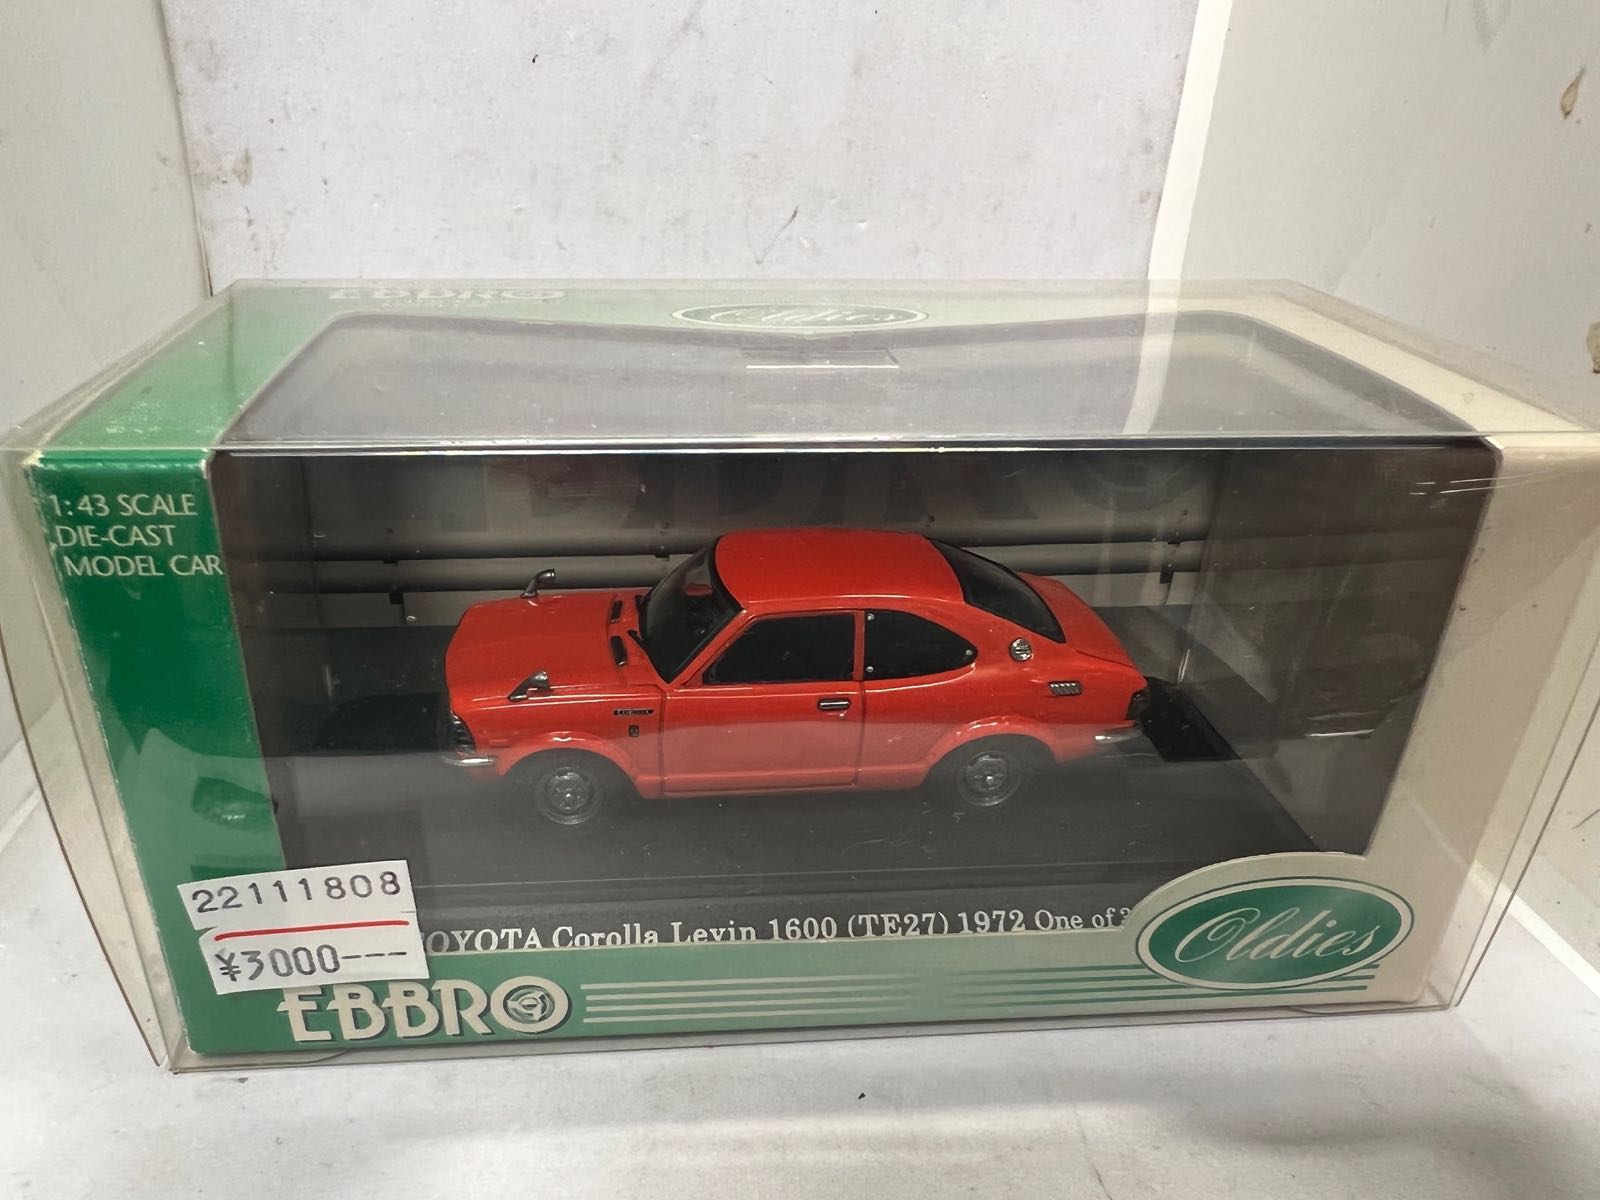 EBBRO
Oldies
1:43 SCALE
DIE-CAST
MODEL CAR
22111808
¥3000---
TOYOTA Corolla Levin 1600 (TE27) 1972 One of
Oldies
EBBRO